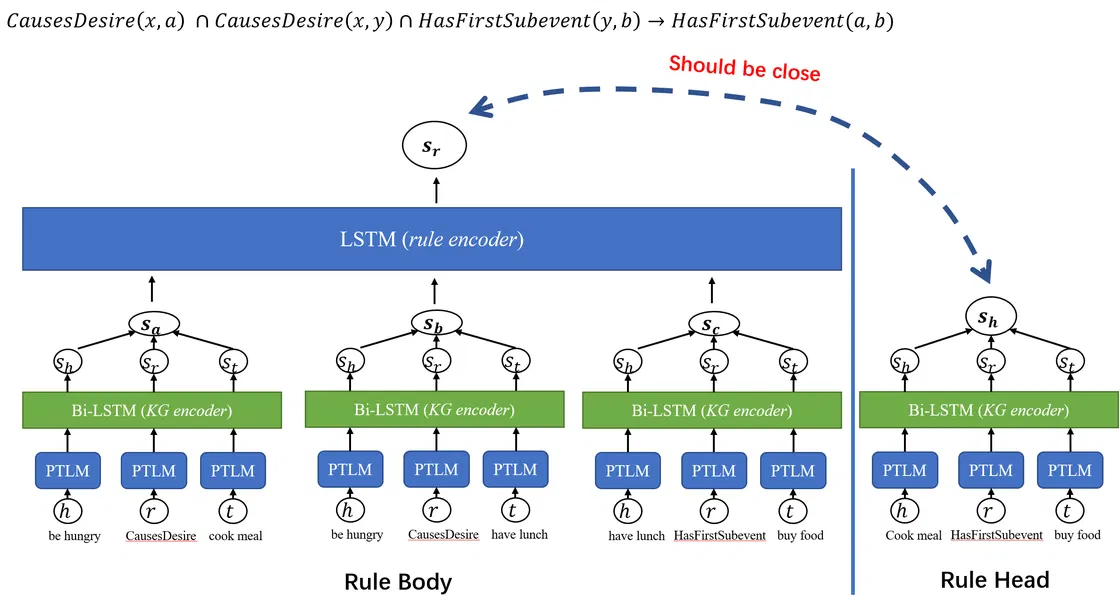 CausesDesire(x, a) ∩ CausesDesire(x, y) ∩ HasFirstSubevent(y, b) → HasFirstSubevent(a, b)
Should be close
s_r
LSTM (rule encoder)
s_a s_b s_c s_h
s_h s_r s_t s_h s_r s_t s_h s_r s_t s_h s_r s_t
Bi-LSTM (KG encoder) Bi-LSTM (KG encoder) Bi-LSTM (KG encoder) Bi-LSTM (KG encoder)
PTLM PTLM PTLM PTLM PTLM PTLM PTLM PTLM PTLM PTLM PTLM PTLM
h r t h r t h r t h r t
be hungry CausesDesire cook meal be hungry CausesDesire have lunch have lunch HasFirstSubevent buy food Cook meal HasFirstSubevent buy food
Rule Body Rule Head